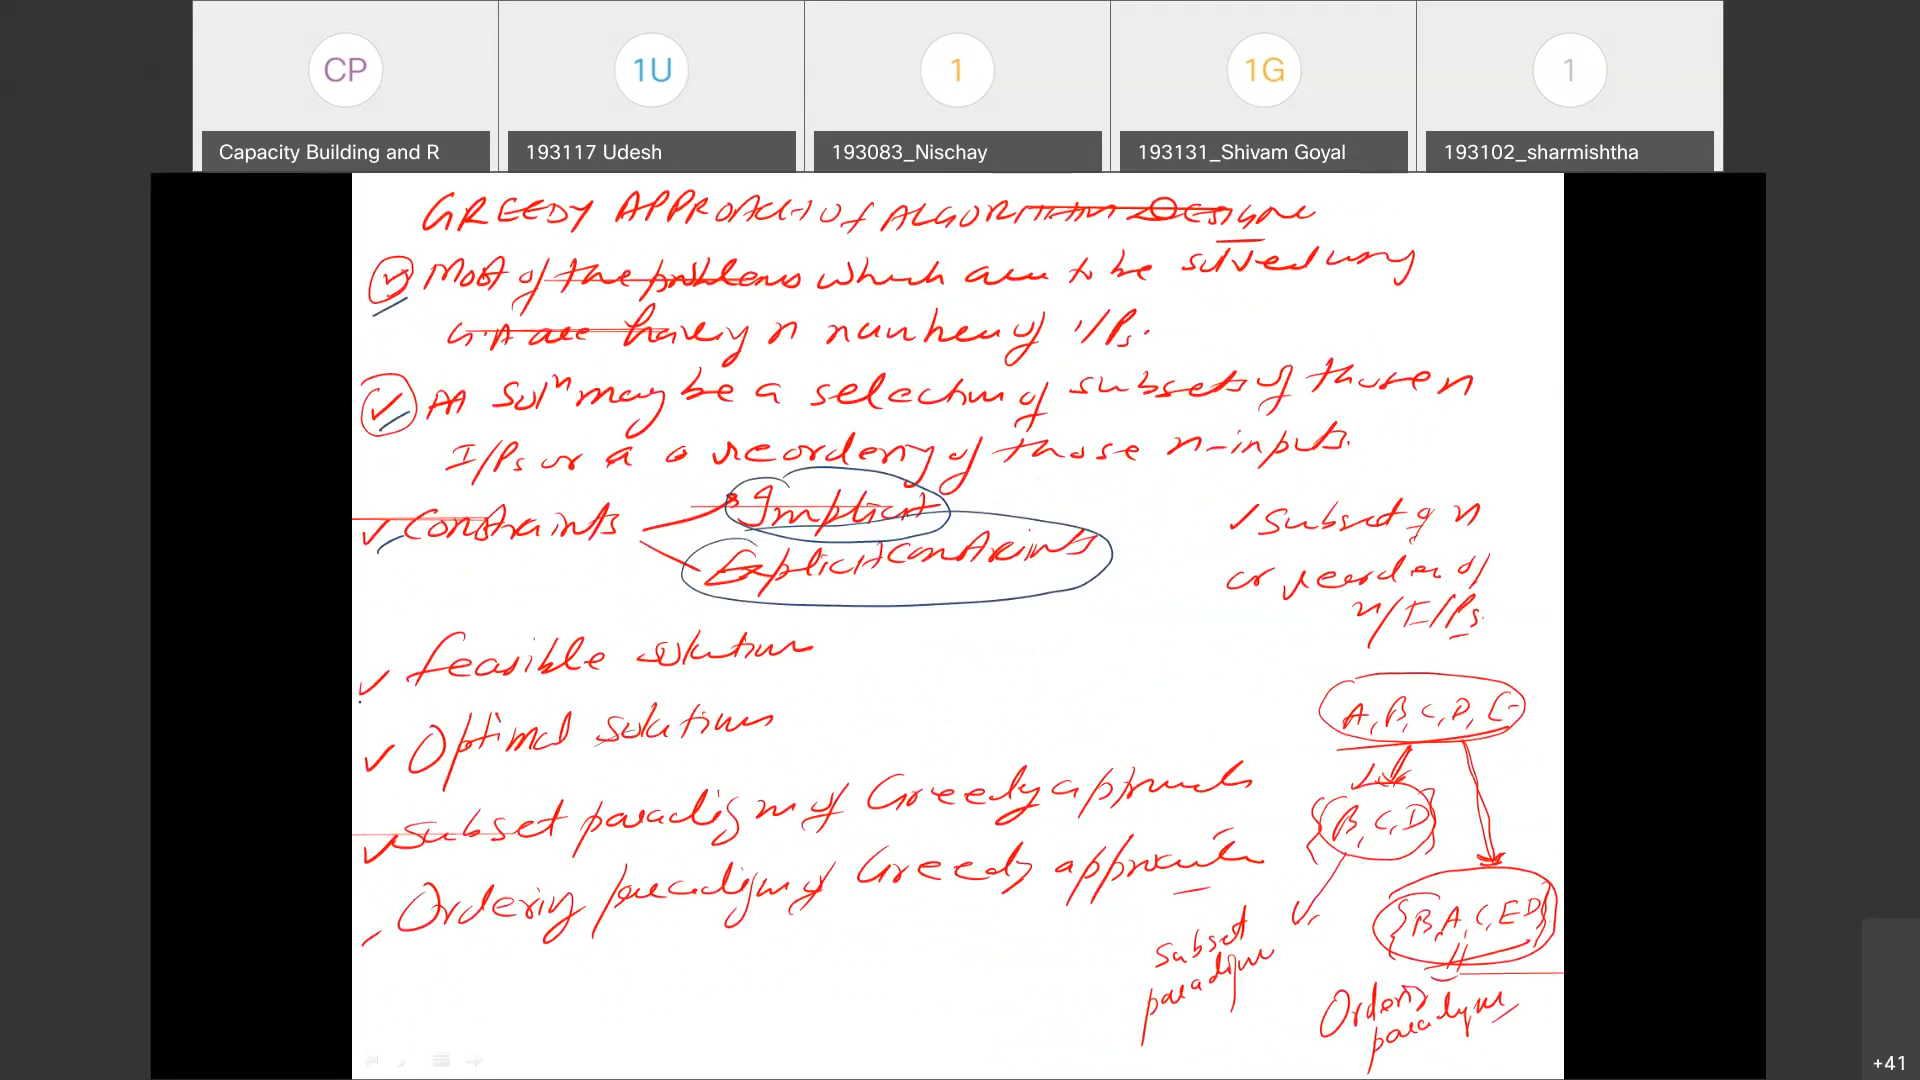 CP
1U
1
1G
1
Capacity Building and R
193117 Udesh
193083_Nischay
193131_Shivam Goyal
193102_sharmishtha
GREEDY APPROACH of ALGORITHM DESIGN
Most of the problems which are to be solved using
G.A are having n number of I/Ps.
A solⁿ may be a selection of subsets of those n
I/Ps or a reordering of those n-inputs.
Constraints
Implicit
Explicit constraints
Subset of n
or reorder of
n/I/Ps.
feasible solution
Optimal solutions
Subset paradigm of Greedy approach
Ordering paradigm of Greedy approach
A, B, C, D, E
{B, C, D}
{B, A, C, E D}
Subset
paradigm
Ordering
paradigm
+41